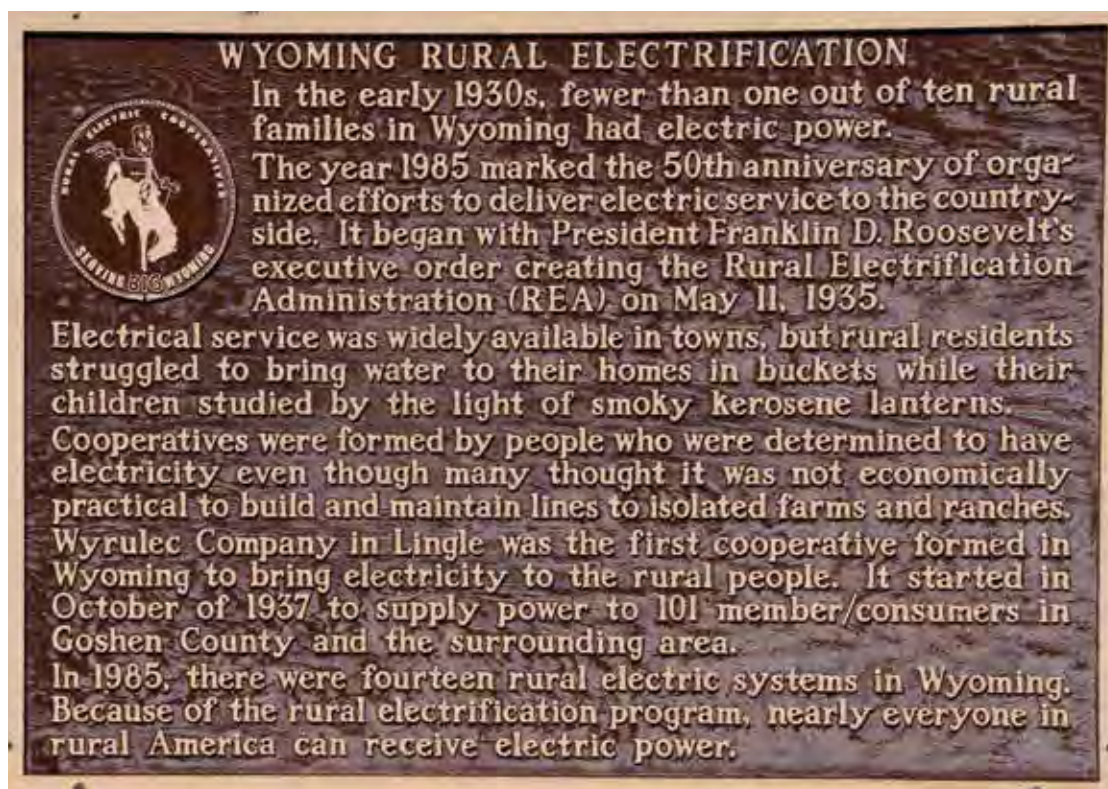 WYOMING RURAL ELECTRIFICATION
RURAL ELECTRIC COOPERATIVES
SERVING BIG WYOMING
In the early 1930s, fewer than one out of ten rural
families in Wyoming had electric power.
The year 1985 marked the 50th anniversary of orga-
nized efforts to deliver electric service to the country-
side. It began with President Franklin D. Roosevelt's
executive order creating the Rural Electrification
Administration (REA) on May 11, 1935.
Electrical service was widely available in towns, but rural residents
struggled to bring water to their homes in buckets while their
children studied by the light of smoky kerosene lanterns.
Cooperatives were formed by people who were determined to have
electricity even though many thought it was not economically
practical to build and maintain lines to isolated farms and ranches.
Wyrulec Company in Lingle was the first cooperative formed in
Wyoming to bring electricity to the rural people. It started in
October of 1937 to supply power to 101 member/consumers in
Goshen County and the surrounding area.
In 1985, there were fourteen rural electric systems in Wyoming.
Because of the rural electrification program, nearly everyone in
rural America can receive electric power.